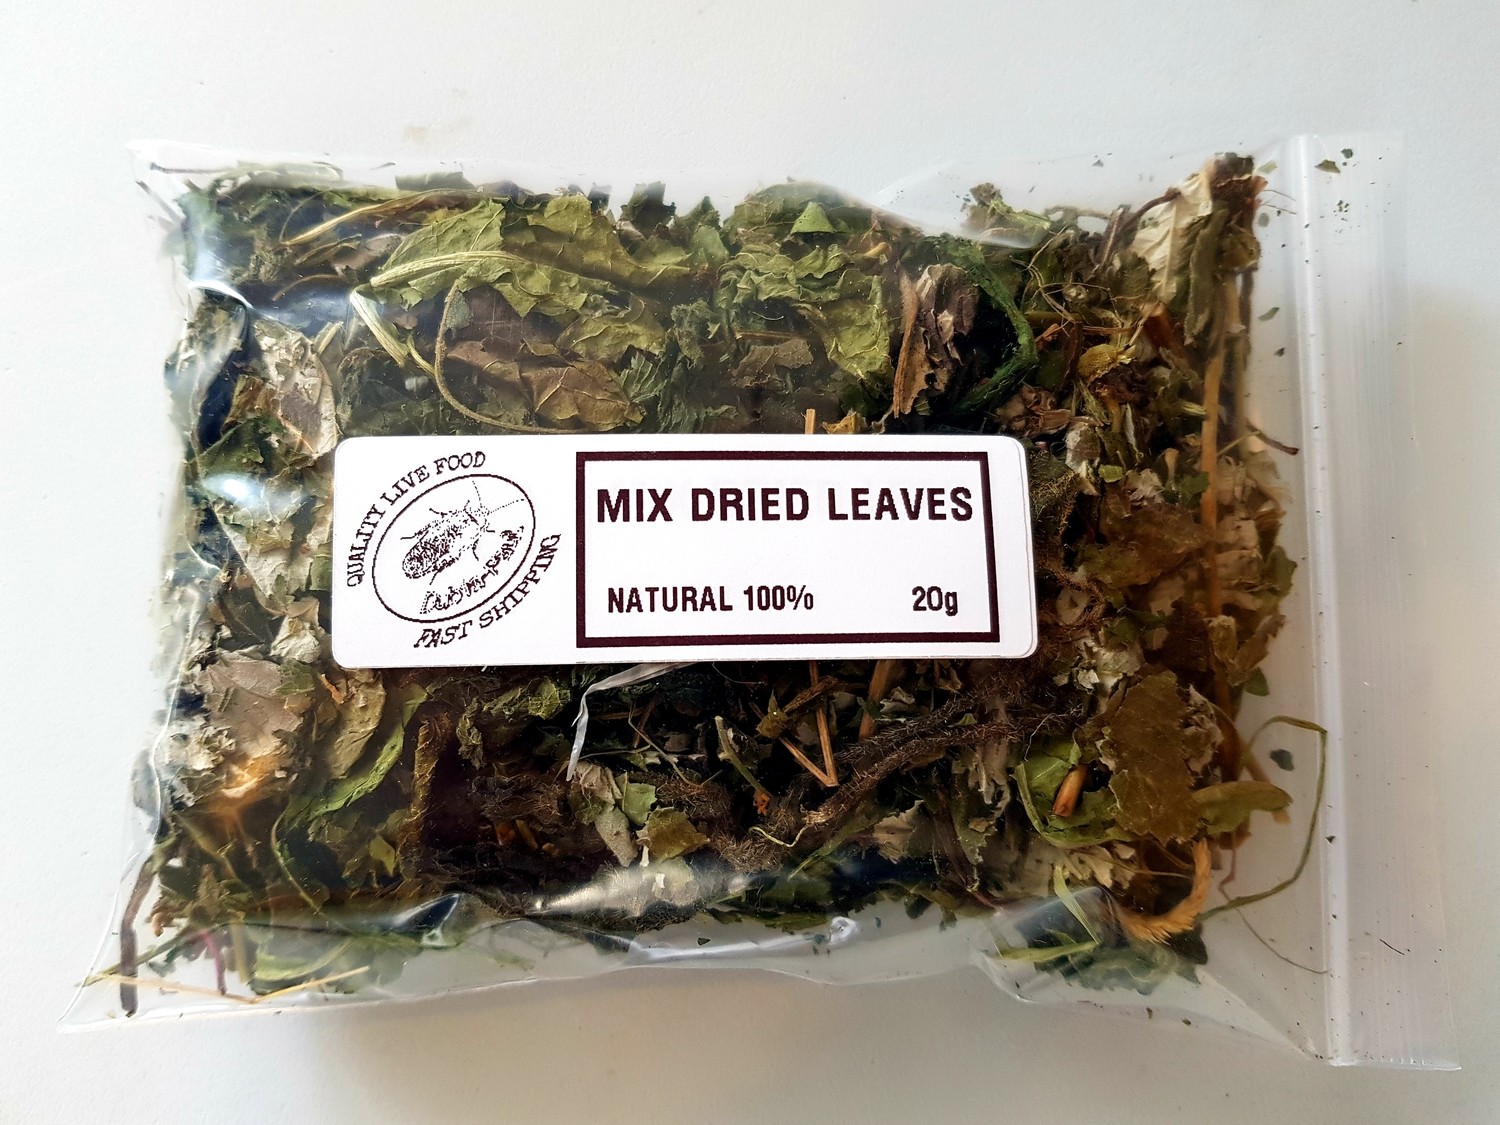 QUALITY LIVE FOOD
FAST SHIPPING
MIX DRIED LEAVES
NATURAL 100% 20g